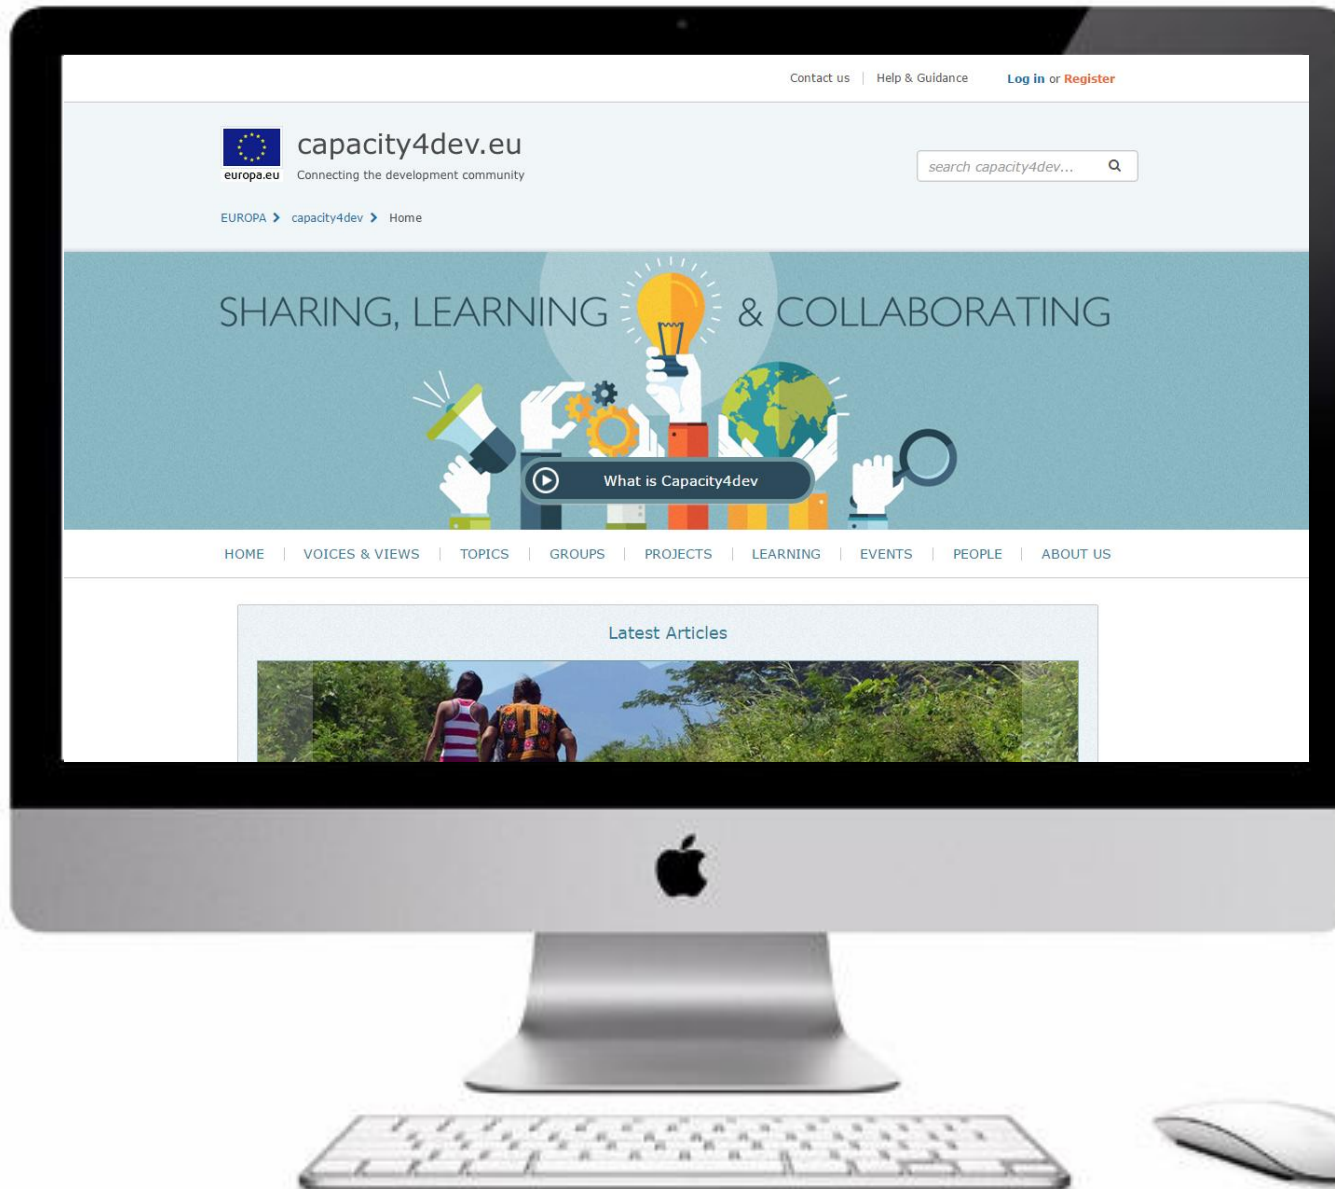 Contact us | Help & Guidance Log in or Register
capacity4dev.eu
europa.eu Connecting the development community
search capacity4dev...
EUROPA > capacity4dev > Home
SHARING, LEARNING & COLLABORATING
What is Capacity4dev
HOME | VOICES & VIEWS | TOPICS | GROUPS | PROJECTS | LEARNING | EVENTS | PEOPLE | ABOUT US
Latest Articles